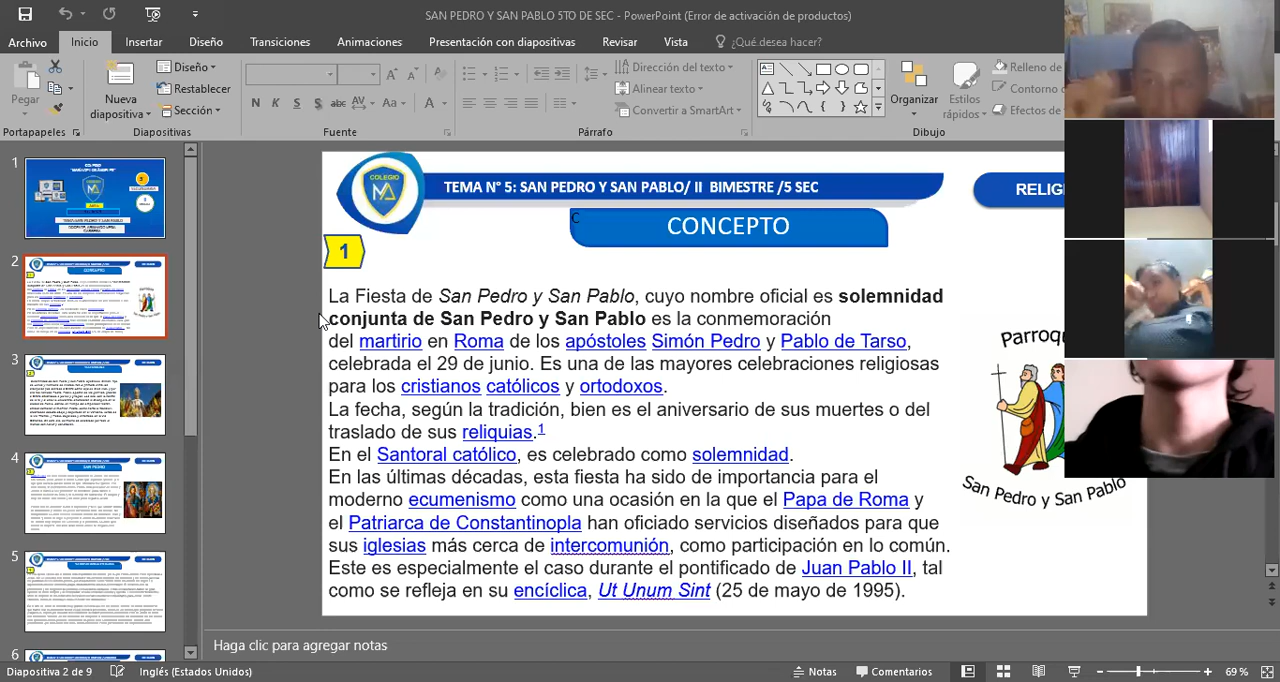 SAN PEDRO Y SAN PABLO 5TO DE SEC - PowerPoint (Error de activación de productos)
Archivo Inicio Insertar Diseño Transiciones Animaciones Presentación con diapositivas Revisar Vista ¿Qué desea hacer?
Pegar
Nueva diapositiva
Diseño
Restablecer
Sección
N K S S abc AV Aa A
Dirección del texto
Alinear texto
Convertir a SmartArt
Organizar
Estilos rápidos
Relleno de
Contorno
Efectos de
Portapapeles Diapositivas Fuente Párrafo Dibujo
1
2
3
4
5
6
COLEGIO
MA
TEMA N° 5: SAN PEDRO Y SAN PABLO/ II BIMESTRE /5 SEC
RELIG
C
CONCEPTO
1
La Fiesta de San Pedro y San Pablo, cuyo nombre oficial es solemnidad
conjunta de San Pedro y San Pablo es la conmemoración
del martirio en Roma de los apóstoles Simón Pedro y Pablo de Tarso,
celebrada el 29 de junio. Es una de las mayores celebraciones religiosas
para los cristianos católicos y ortodoxos.
La fecha, según la tradición, bien es el aniversario de sus muertes o del
traslado de sus reliquias.1
En el Santoral católico, es celebrado como solemnidad.
En las últimas décadas, esta fiesta ha sido de importancia para el
moderno ecumenismo como una ocasión en la que el Papa de Roma y
el Patriarca de Constantinopla han oficiado servicios diseñados para que
sus iglesias más cerca de intercomunión, como participación en lo común.
Este es especialmente el caso durante el pontificado de Juan Pablo II, tal
como se refleja en su encíclica, Ut Unum Sint (25 de mayo de 1995).
Parroq
San Pedro y San Pablo
Haga clic para agregar notas
Diapositiva 2 de 9 Inglés (Estados Unidos) Notas Comentarios 69 %